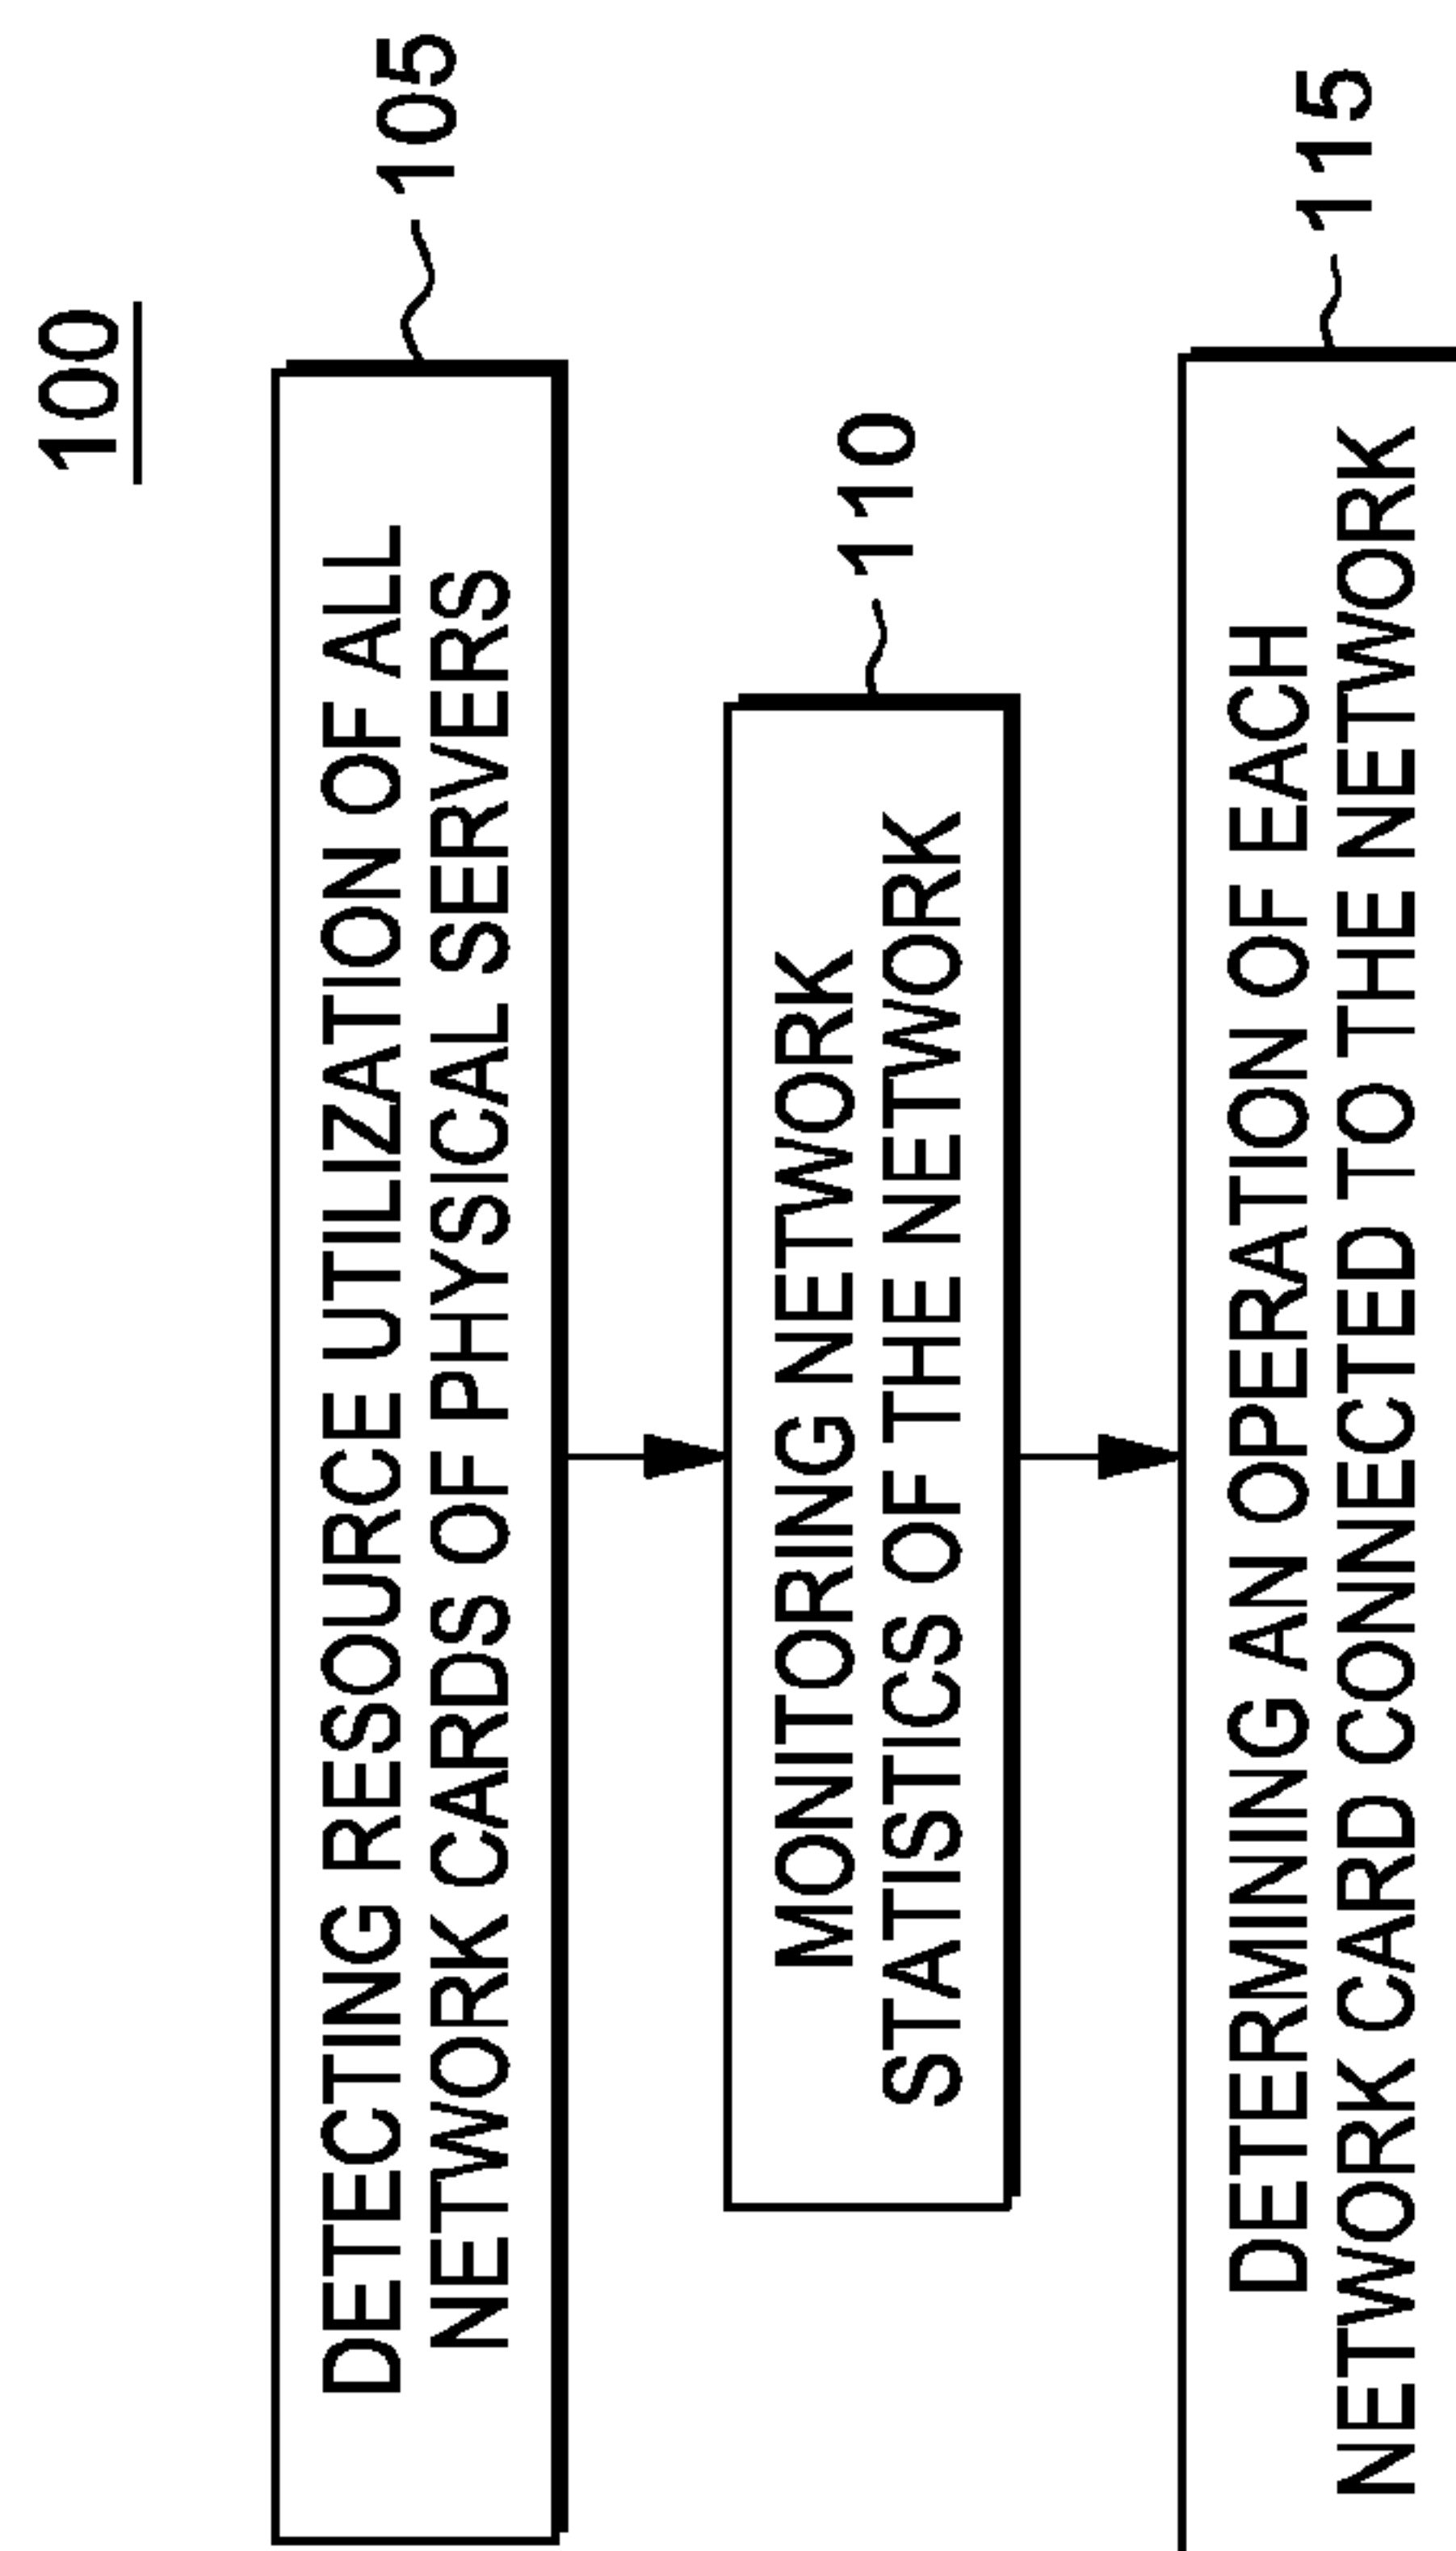 100
DETECTING RESOURCE UTILIZATION OF ALL
NETWORK CARDS OF PHYSICAL SERVERS
105
MONITORING NETWORK
STATISTICS OF THE NETWORK
110
DETERMINING AN OPERATION OF EACH
NETWORK CARD CONNECTED TO THE NETWORK
115